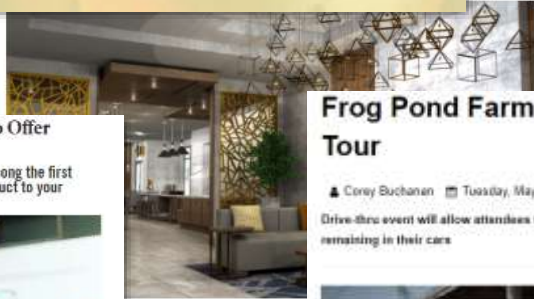 Offer
ong the first
uct to your
Frog Pond Farm
Tour
Corey Buchanan Tuesday, May
Drive-thru event will allow attendees
remaining in their cars